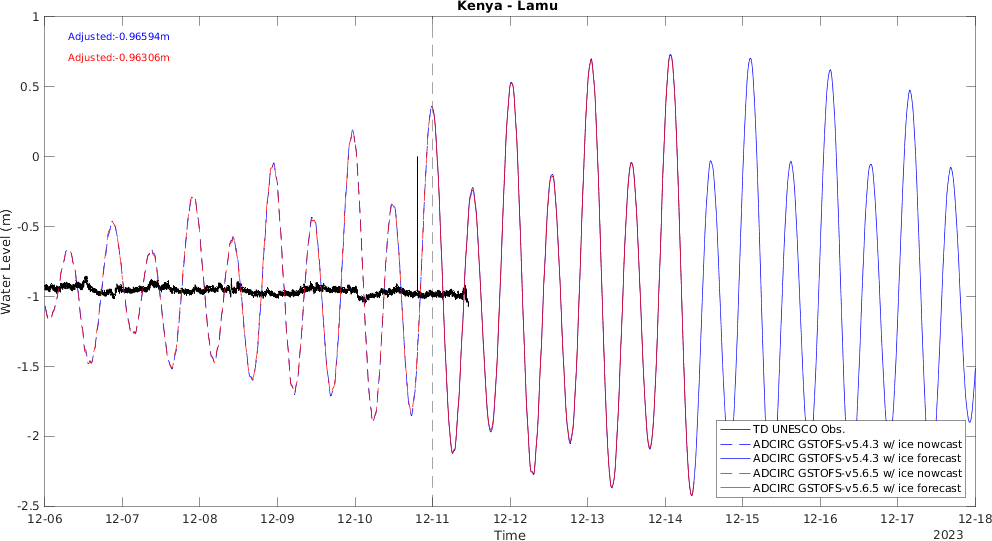 Kenya - Lamu
Adjusted:-0.96594m
Adjusted:-0.96306m
1
0.5
0
-0.5
-1
-1.5
-2
-2.5
Water Level (m)
TD UNESCO Obs.
ADCIRC GSTOFS-v5.4.3 w/ ice nowcast
ADCIRC GSTOFS-v5.4.3 w/ ice forecast
ADCIRC GSTOFS-v5.6.5 w/ ice nowcast
ADCIRC GSTOFS-v5.6.5 w/ ice forecast
12-06 12-07 12-08 12-09 12-10 12-11 12-12 12-13 12-14 12-15 12-16 12-17 12-18
Time
2023